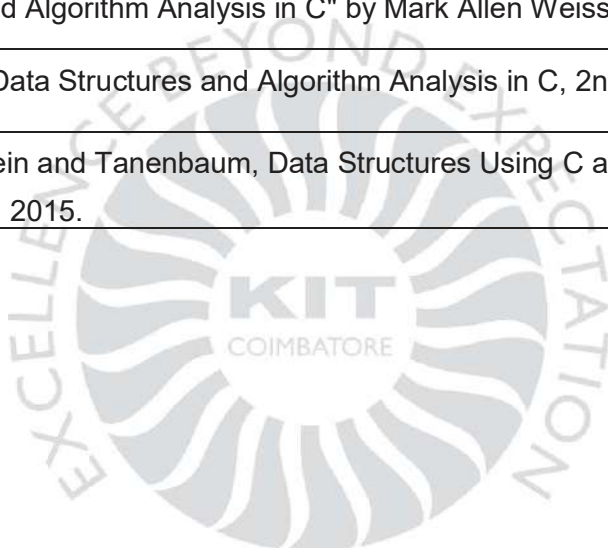 d Algorithm Analysis in C" by Mark Allen Weiss
Data Structures and Algorithm Analysis in C, 2n
ein and Tanenbaum, Data Structures Using C a
2015.
EXCELLENCE BEYOND EXPECTATION
KIT
COIMBATORE